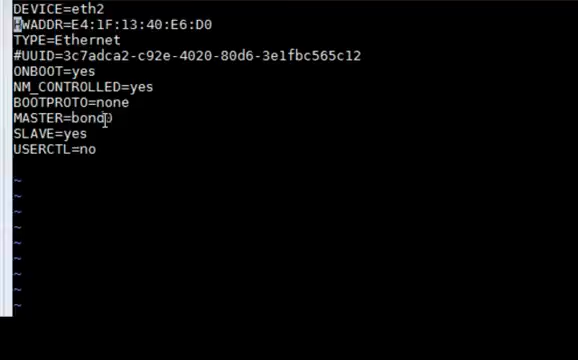 DEVICE=eth2
HWADDR=E4:1F:13:40:E6:D0
TYPE=Ethernet
#UUID=3c7adca2-c92e-4020-80d6-3e1fbc565c12
ONBOOT=yes
NM_CONTROLLED=yes
BOOTPROTO=none
MASTER=bond0
SLAVE=yes
USERCTL=no
~
~
~
~
~
~
~
~
~